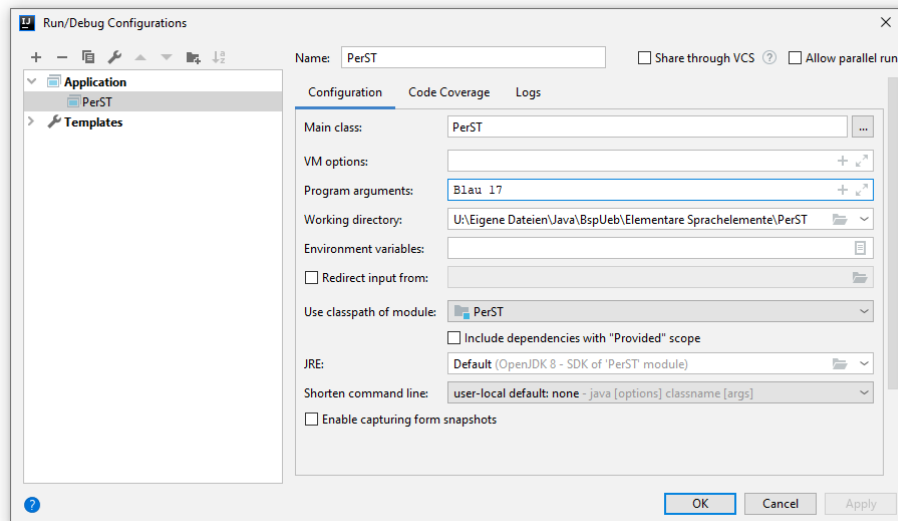 Run/Debug Configurations
Name: PerST Share through VCS ? Allow parallel run
Application
PerST
Templates
Configuration Code Coverage Logs
Main class: PerST ...
VM options:
Program arguments: Blau 17
Working directory: U:\Eigene Dateien\Java\BspUeb\Elementare Sprachelemente\PerST
Environment variables:
Redirect input from:
Use classpath of module: PerST
Include dependencies with "Provided" scope
JRE: Default (OpenJDK 8 - SDK of 'PerST' module)
Shorten command line: user-local default: none - java [options] classname [args]
Enable capturing form snapshots
? OK Cancel Apply